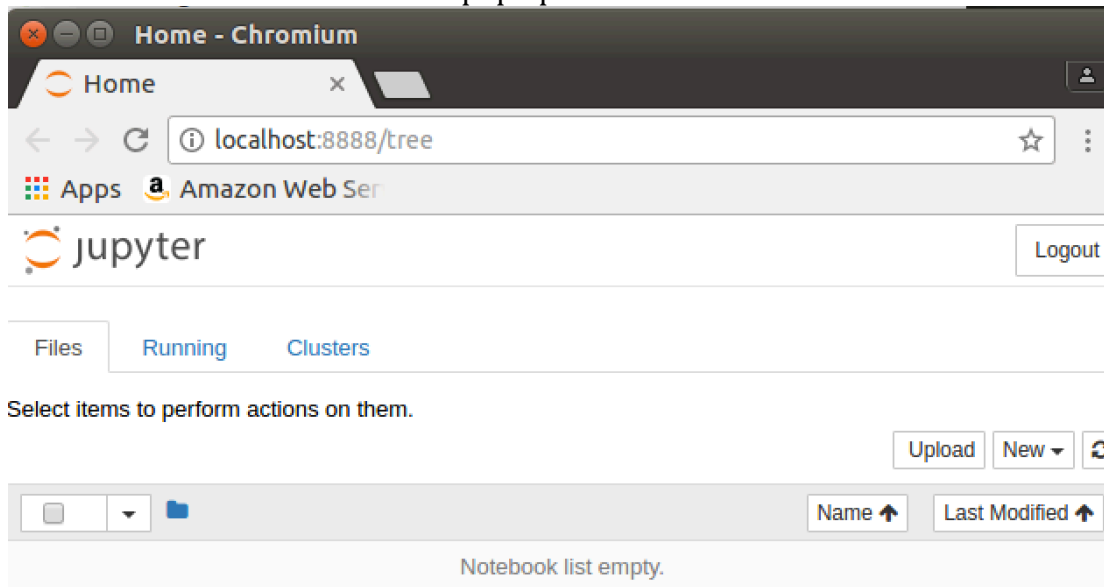 Home - Chromium
Home
localhost:8888/tree
Apps Amazon Web Ser
jupyter
Logout
Files Running Clusters
Select items to perform actions on them.
Upload New
Name Last Modified
Notebook list empty.